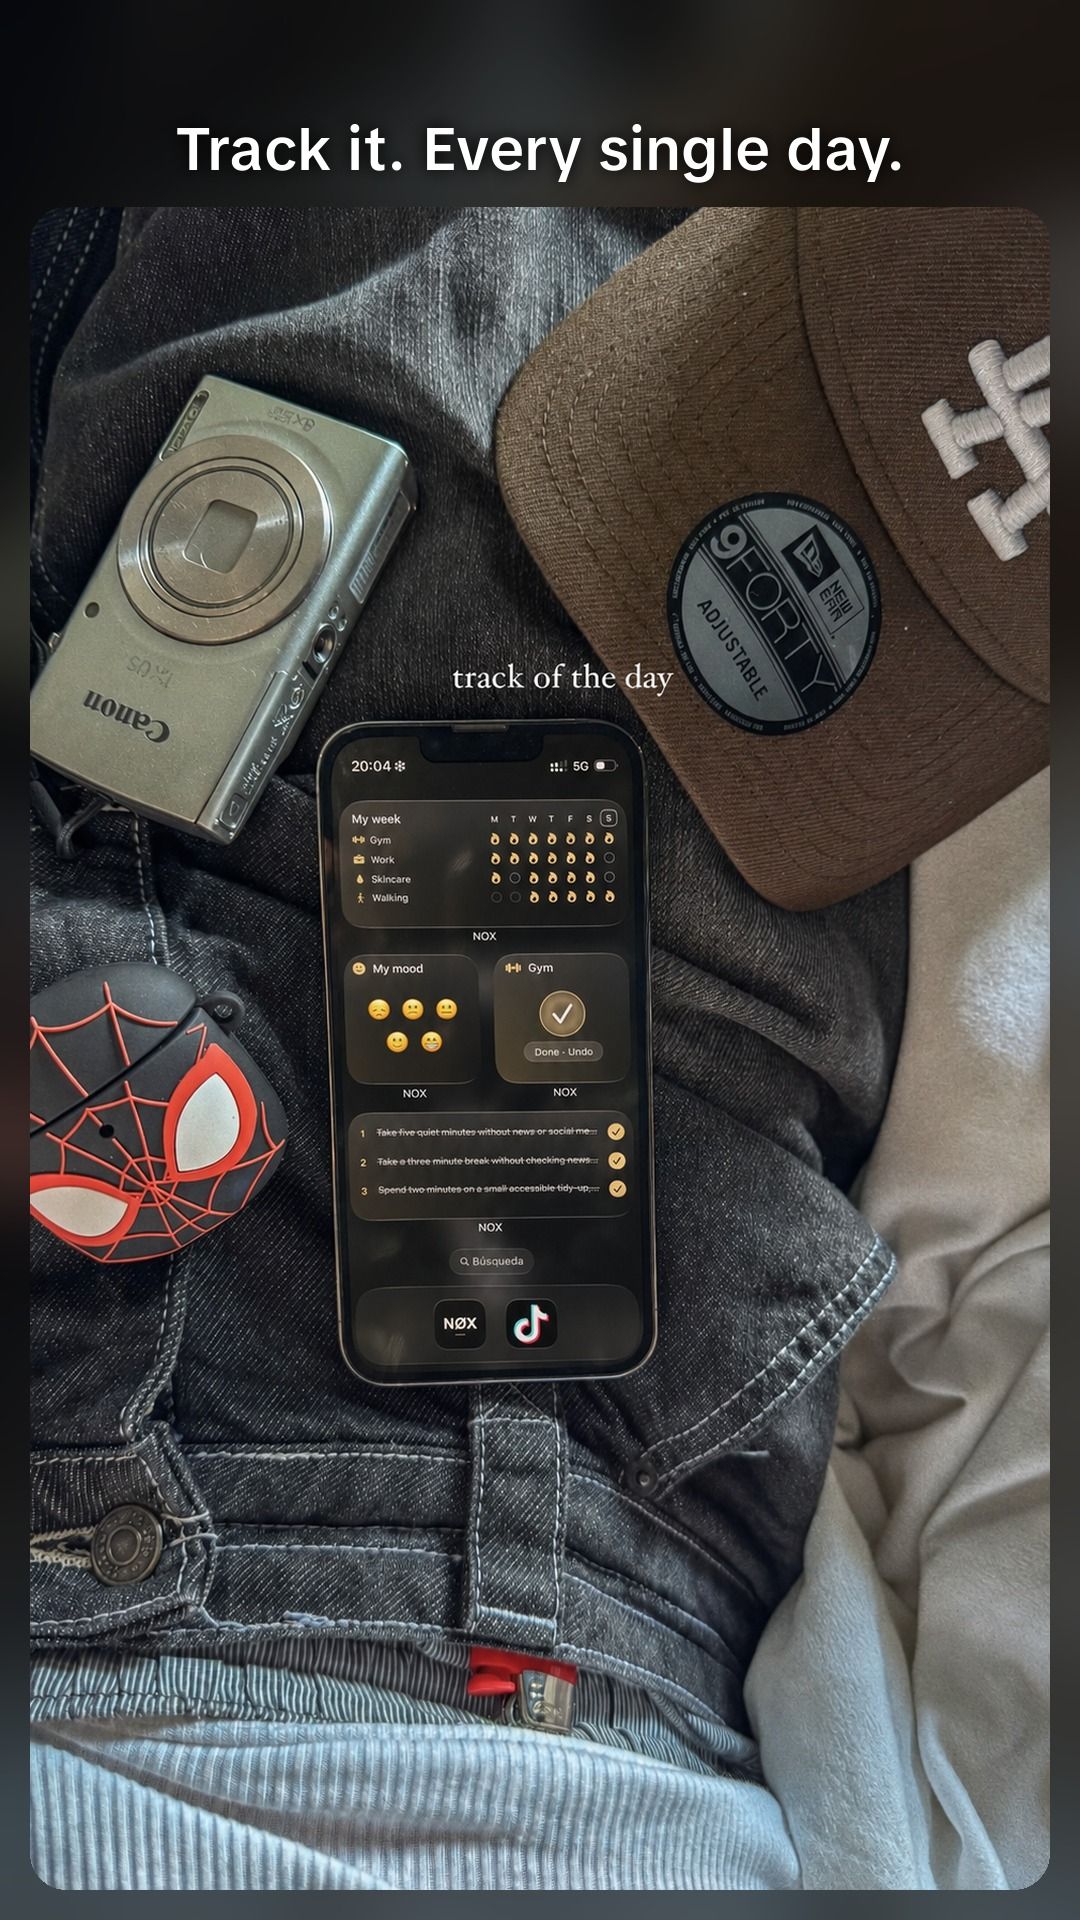 Track it. Every single day.
Canon
9FORTY
NEW ERA
ADJUSTABLE
track of the day
20:04 5G
My week M T W T F S S
Gym
Work
Skincare
Walking
NOX
My mood
Gym
Done - Undo
NOX
NOX
1 Take five quiet minutes without news or social me...
2 Take a three minute break without checking news...
3 Spend two minutes on a small accessible tidy-up,...
NOX
Búsqueda
NØX